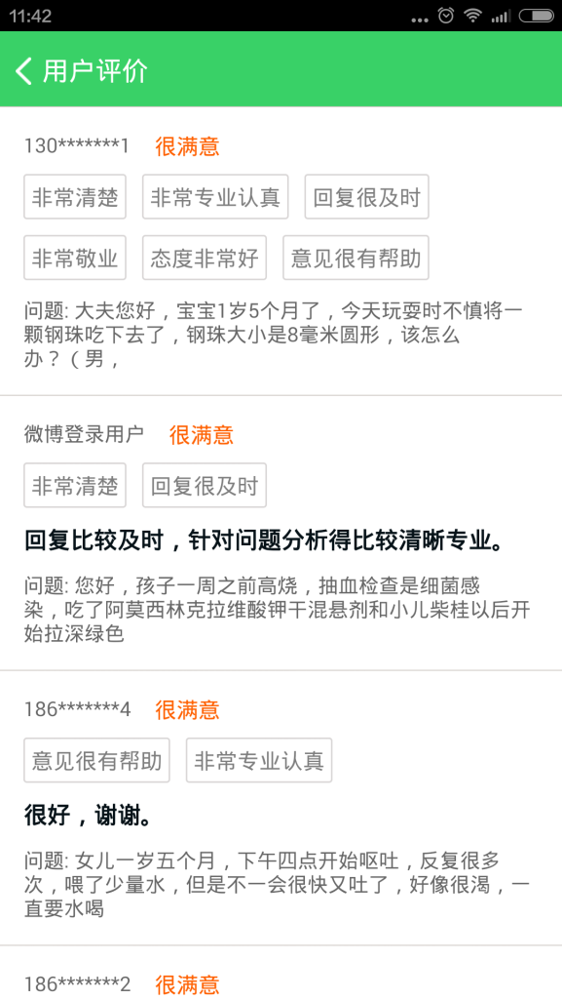 11:42
用户评价
130*******1 很满意
非常清楚 非常专业认真 回复很及时
非常敬业 态度非常好 意见很有帮助
问题: 大夫您好，宝宝1岁5个月了，今天玩耍时不慎将一
颗钢珠吃下去了，钢珠大小是8毫米圆形，该怎么
办？（男，
微博登录用户 很满意
非常清楚 回复很及时
回复比较及时，针对问题分析得比较清晰专业。
问题: 您好，孩子一周之前高烧，抽血检查是细菌感
染，吃了阿莫西林克拉维酸钾干混悬剂和小儿柴桂以后开
始拉深绿色
186*******4 很满意
意见很有帮助 非常专业认真
很好，谢谢。
问题: 女儿一岁五个月，下午四点开始呕吐，反复很多
次，喂了少量水，但是不一会很快又吐了，好像很渴，一
直要水喝
186*******2 很满意